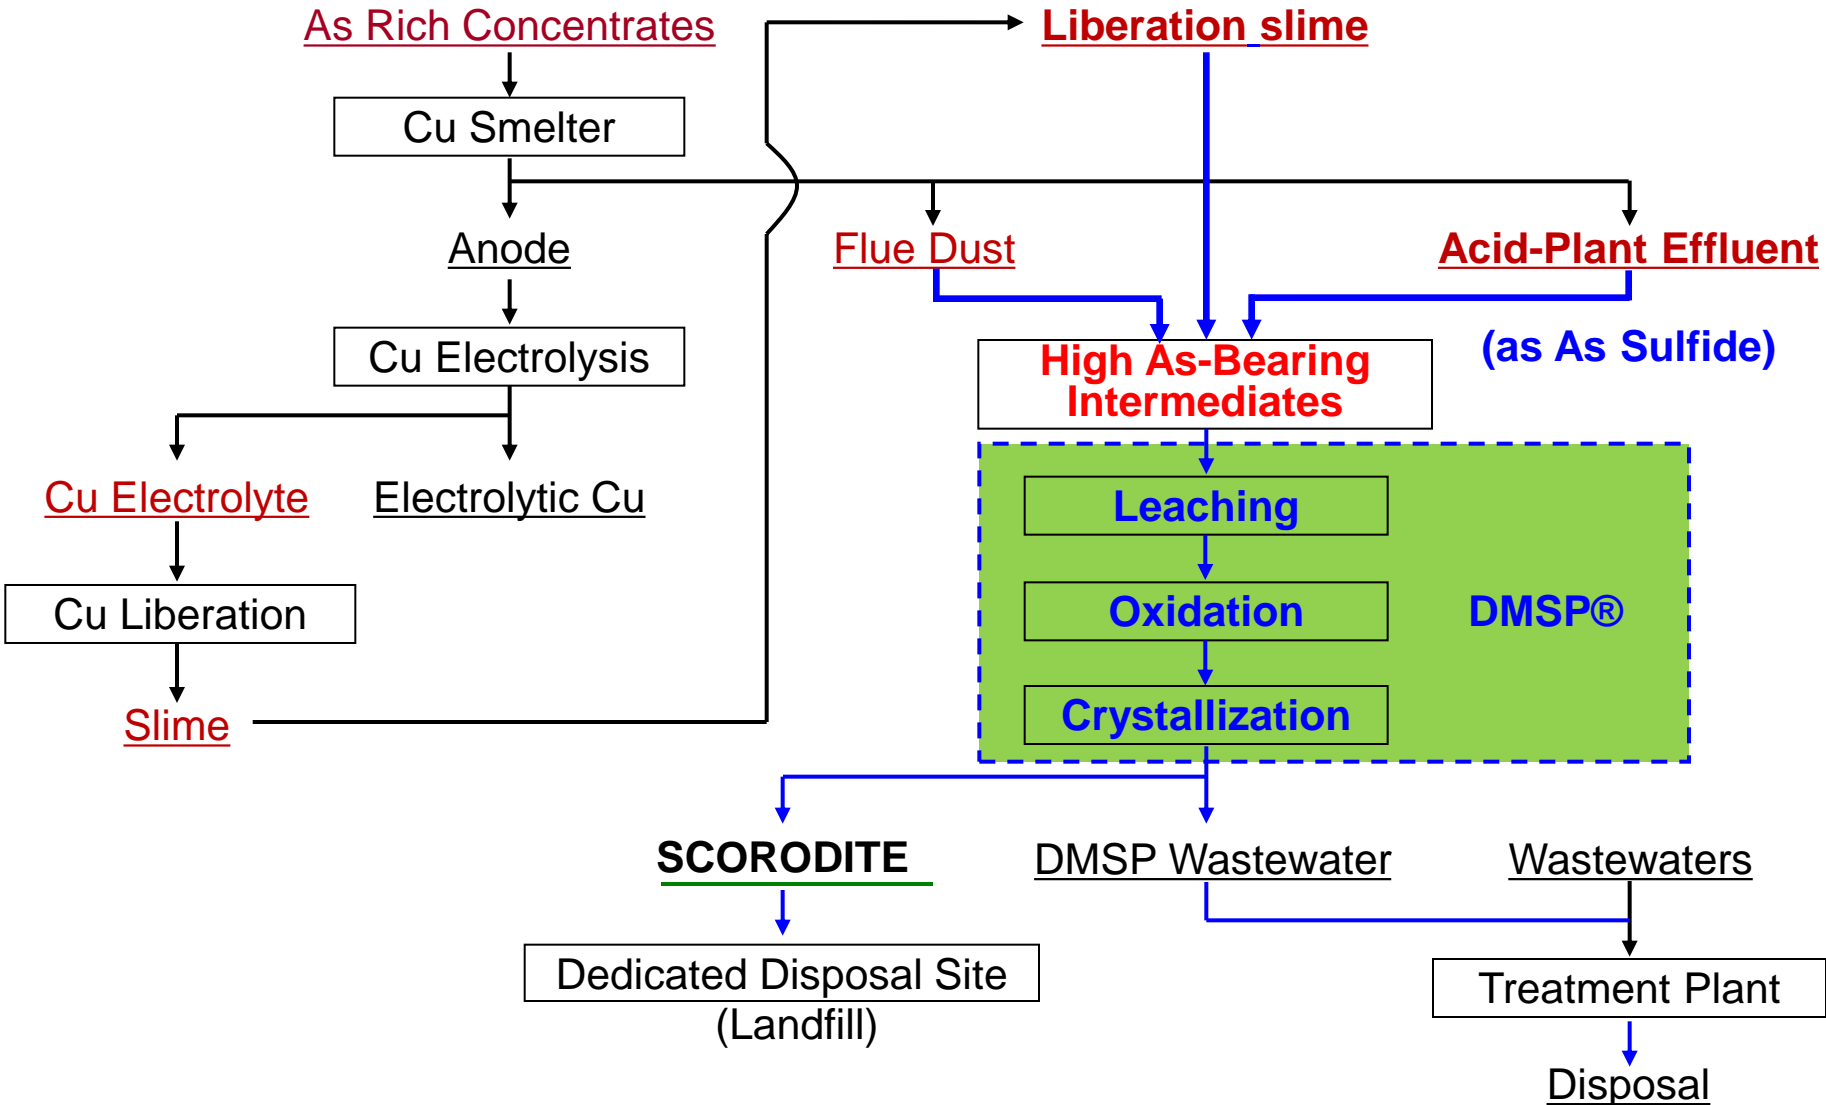 As Rich Concentrates
Liberation slime
Cu Smelter
Anode
Flue Dust
Acid-Plant Effluent
Cu Electrolysis
(as As Sulfide)
High As-Bearing
Intermediates
Cu Electrolyte
Electrolytic Cu
Leaching
Cu Liberation
Oxidation
DMSP®
Slime
Crystallization
SCORODITE
DMSP Wastewater
Wastewaters
Dedicated Disposal Site
(Landfill)
Treatment Plant
Disposal